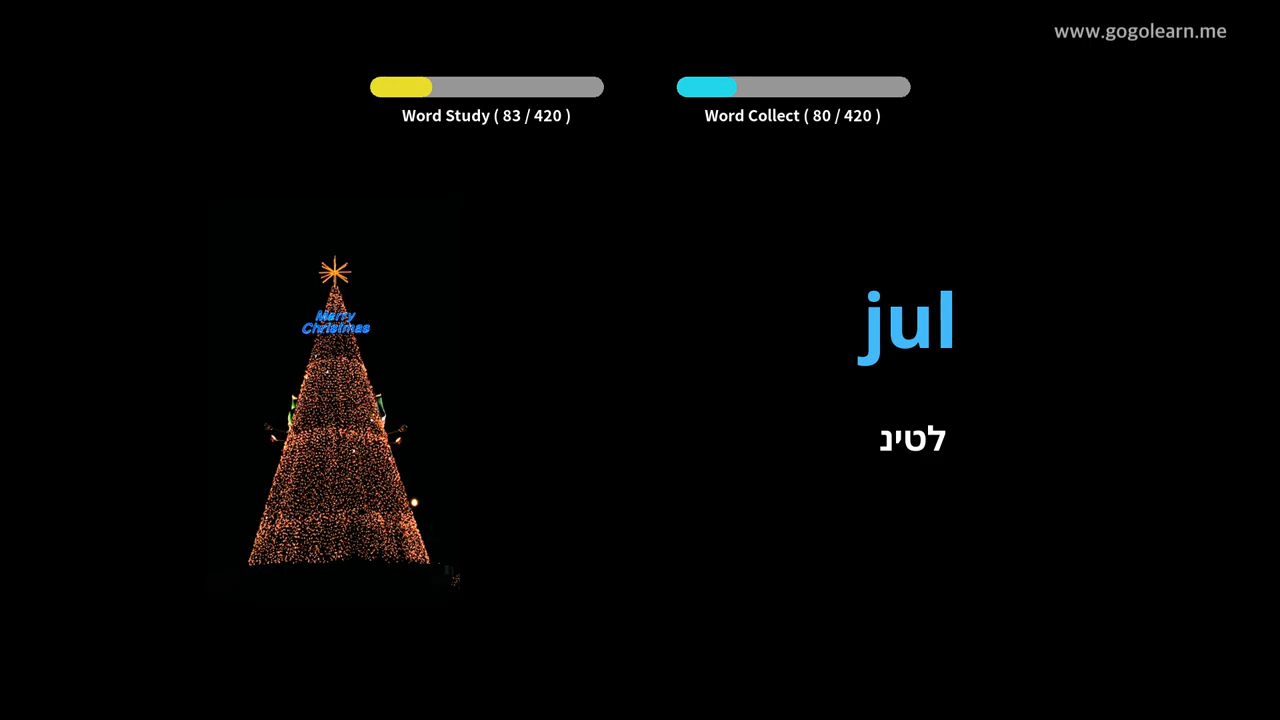 www.gogolearn.me
Word Study ( 83 / 420 )
Word Collect ( 80 / 420 )
Merry
Christmas
jul
לטינ